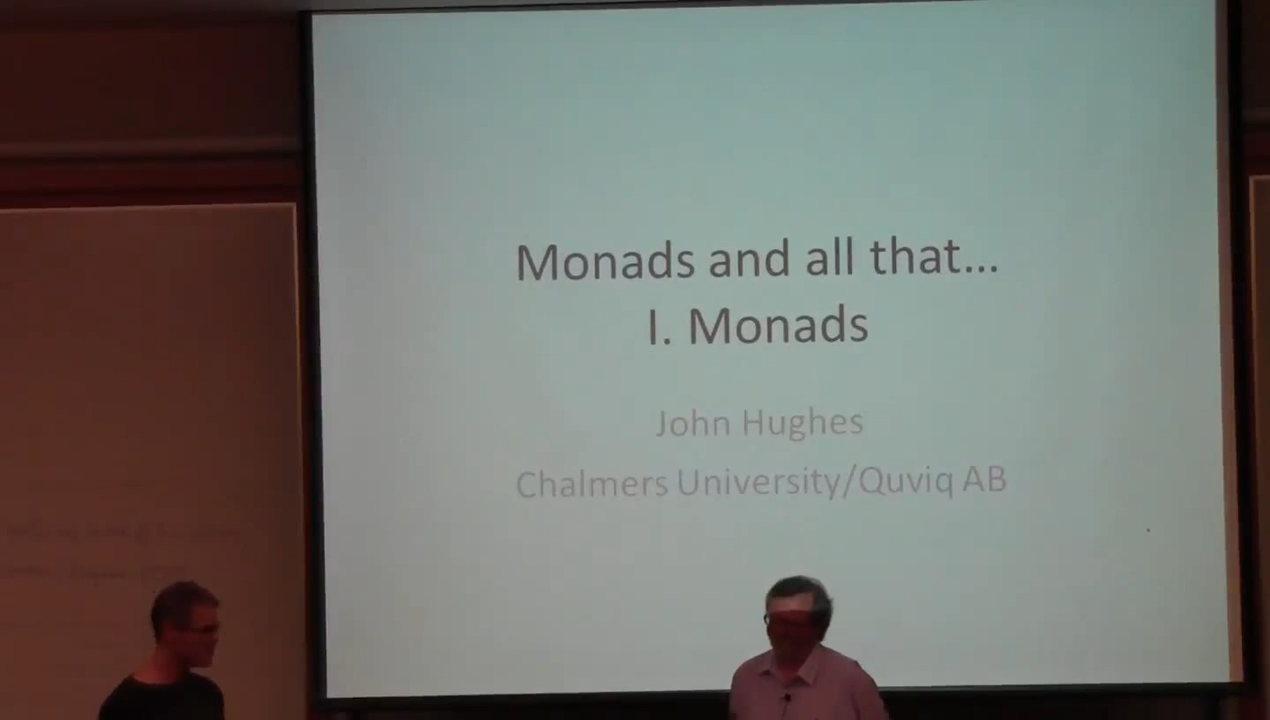 Monads and all that...
I. Monads
John Hughes
Chalmers University/Quviq AB